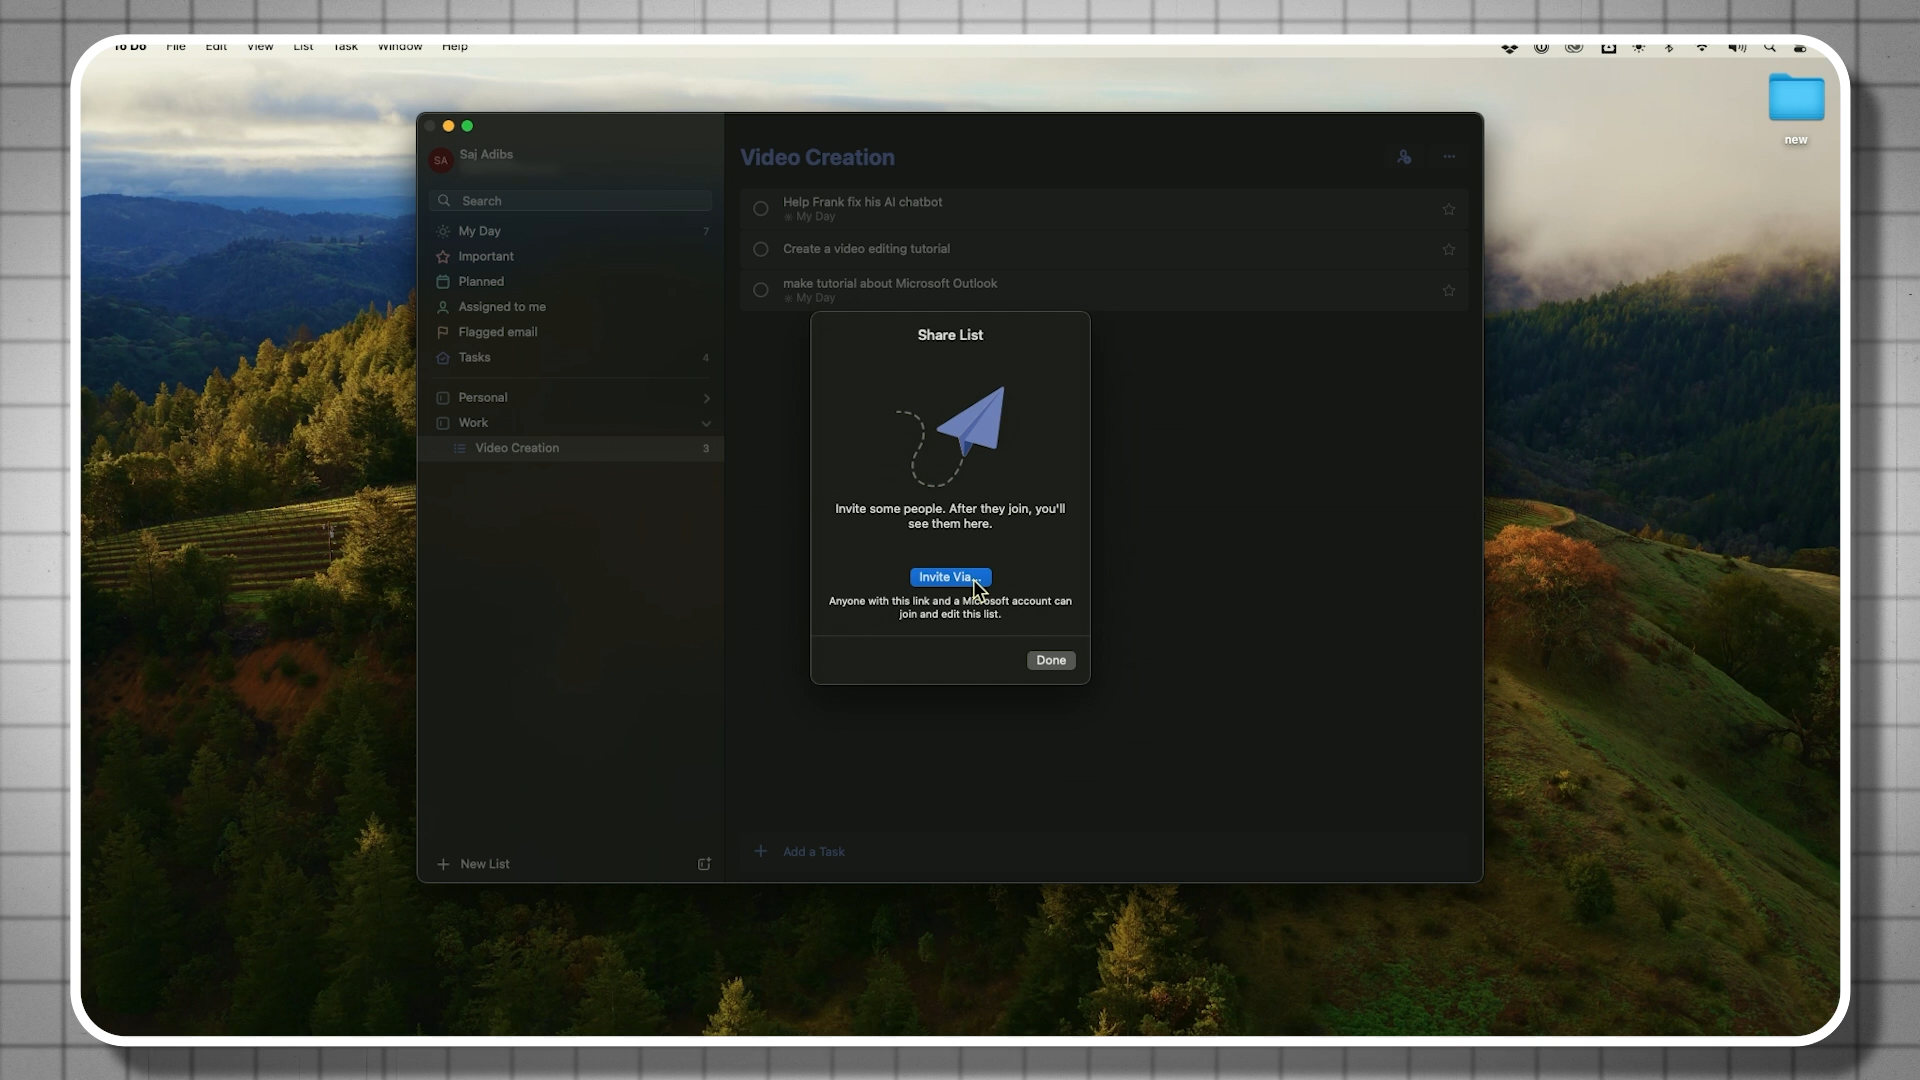 To Do File Edit View List Task Window Help
new
SA
Saj Adibs
Search
My Day 7
Important
Planned
Assigned to me
Flagged email
Tasks 4
Personal
Work
Video Creation 3
New List
Video Creation
Help Frank fix his AI chatbot
My Day
Create a video editing tutorial
make tutorial about Microsoft Outlook
My Day
Share List
Invite some people. After they join, you'll
see them here.
Invite Via...
Anyone with this link and a Microsoft account can
join and edit this list.
Done
Add a Task